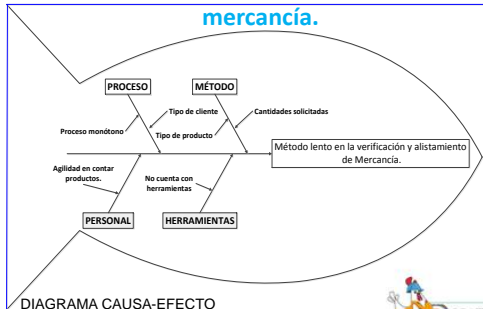 mercancía.
PROCESO
MÉTODO
Tipo de cliente
Cantidades solicitadas
Proceso monótono
Tipo de producto
Método lento en la verificación y alistamiento
de Mercancía.
Agilidad en contar
productos.
No cuenta con
herramientas
PERSONAL
HERRAMIENTAS
DIAGRAMA CAUSA-EFECTO